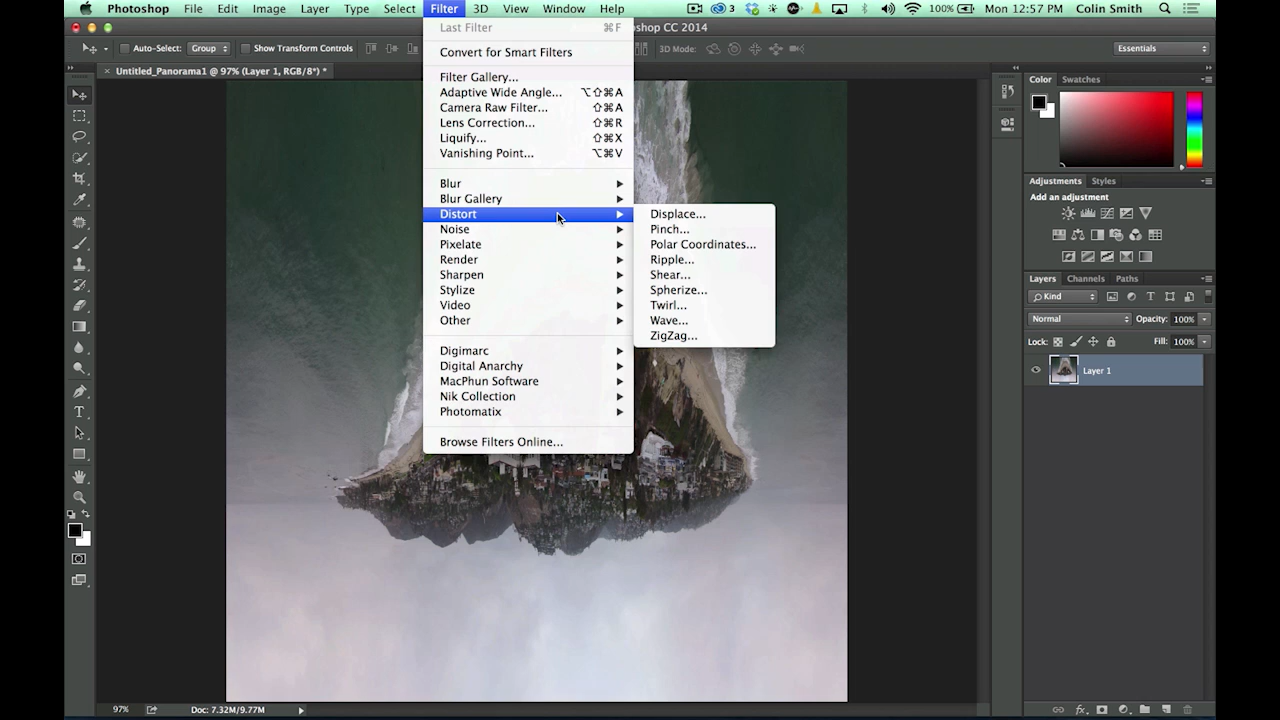 Photoshop File Edit Image Layer Type Select Filter 3D View Window Help 3 100% Mon 12:57 PM Colin Smith
Photoshop CC 2014
Auto-Select: Group Show Transform Controls 3D Mode: Essentials
Untitled_Panorama1 @ 97% (Layer 1, RGB/8*) *
Last Filter ⌘F
Convert for Smart Filters
Filter Gallery...
Adaptive Wide Angle... ⌥⇧⌘A
Camera Raw Filter... ⇧⌘A
Lens Correction... ⇧⌘R
Liquify... ⇧⌘X
Vanishing Point... ⌥⌘V
Blur
Blur Gallery
Distort
Noise
Pixelate
Render
Sharpen
Stylize
Video
Other
Digimarc
Digital Anarchy
MacPhun Software
Nik Collection
Photomatix
Browse Filters Online...
Displace...
Pinch...
Polar Coordinates...
Ripple...
Shear...
Spherize...
Twirl...
Wave...
ZigZag...
Color Swatches
Adjustments Styles
Add an adjustment
Layers Channels Paths
Kind
Normal Opacity: 100%
Lock: Fill: 100%
Layer 1
97% Doc: 7.32M/9.77M